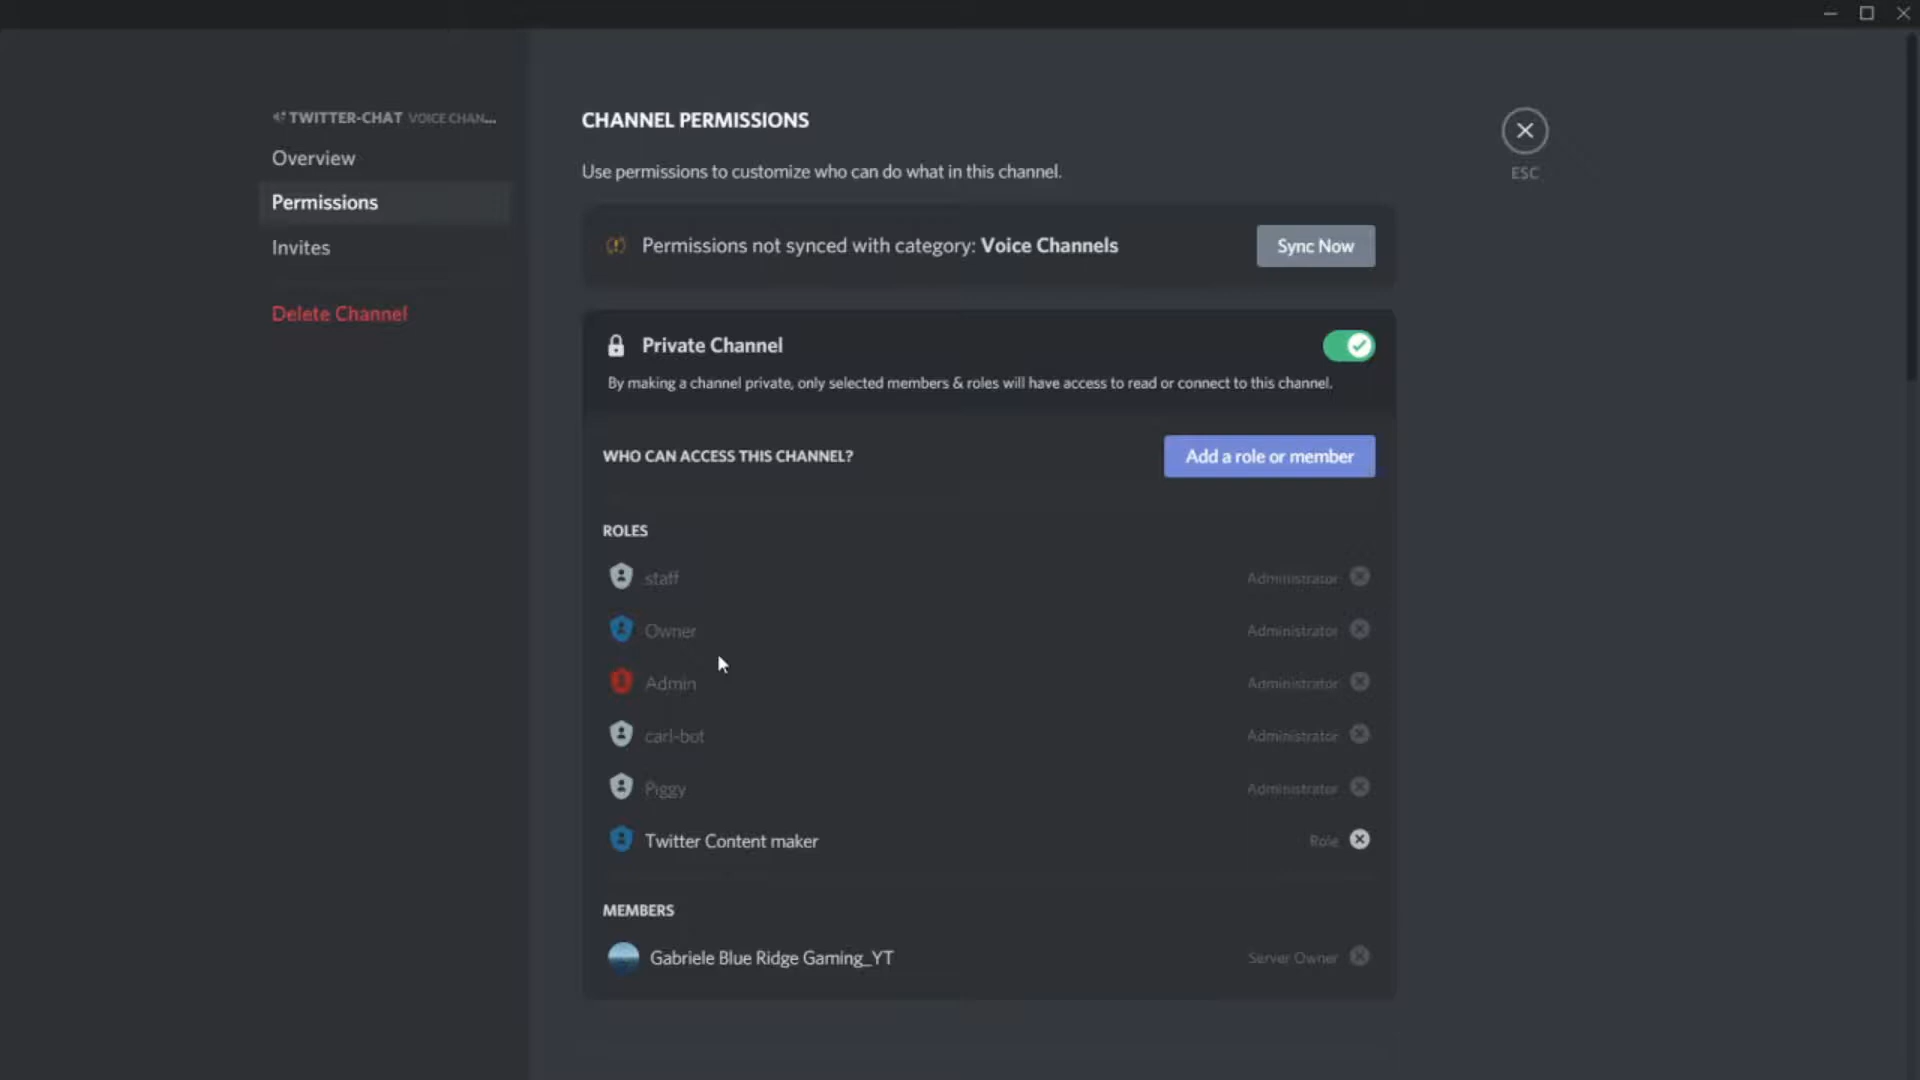 TWITTER-CHAT VOICE CHAN...
Overview
Permissions
Invites
Delete Channel
CHANNEL PERMISSIONS
ESC
Use permissions to customize who can do what in this channel.
Permissions not synced with category: Voice Channels
Sync Now
Private Channel
By making a channel private, only selected members & roles will have access to read or connect to this channel.
WHO CAN ACCESS THIS CHANNEL?
Add a role or member
ROLES
staff Administrator
Owner Administrator
Admin Administrator
carl-bot Administrator
Piggy Administrator
Twitter Content maker Role
MEMBERS
Gabriele Blue Ridge Gaming_YT Server Owner